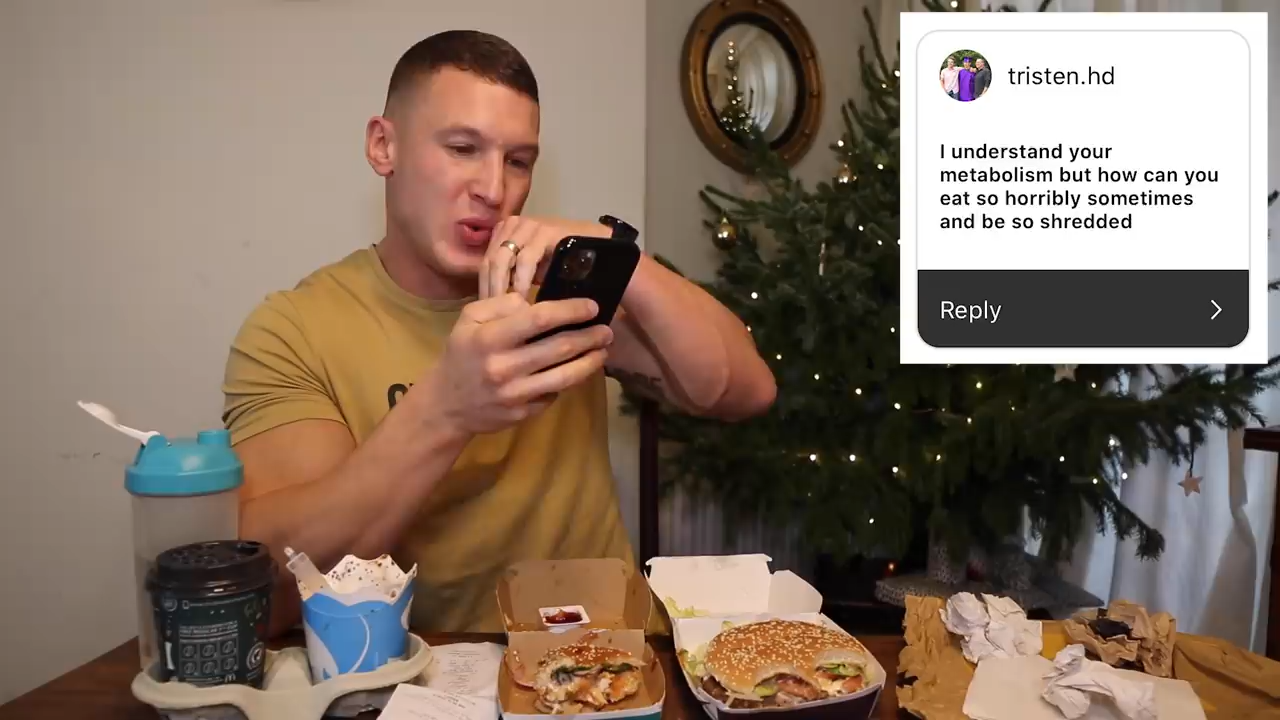 tristen.hd
I understand your
metabolism but how can you
eat so horribly sometimes
and be so shredded
Reply